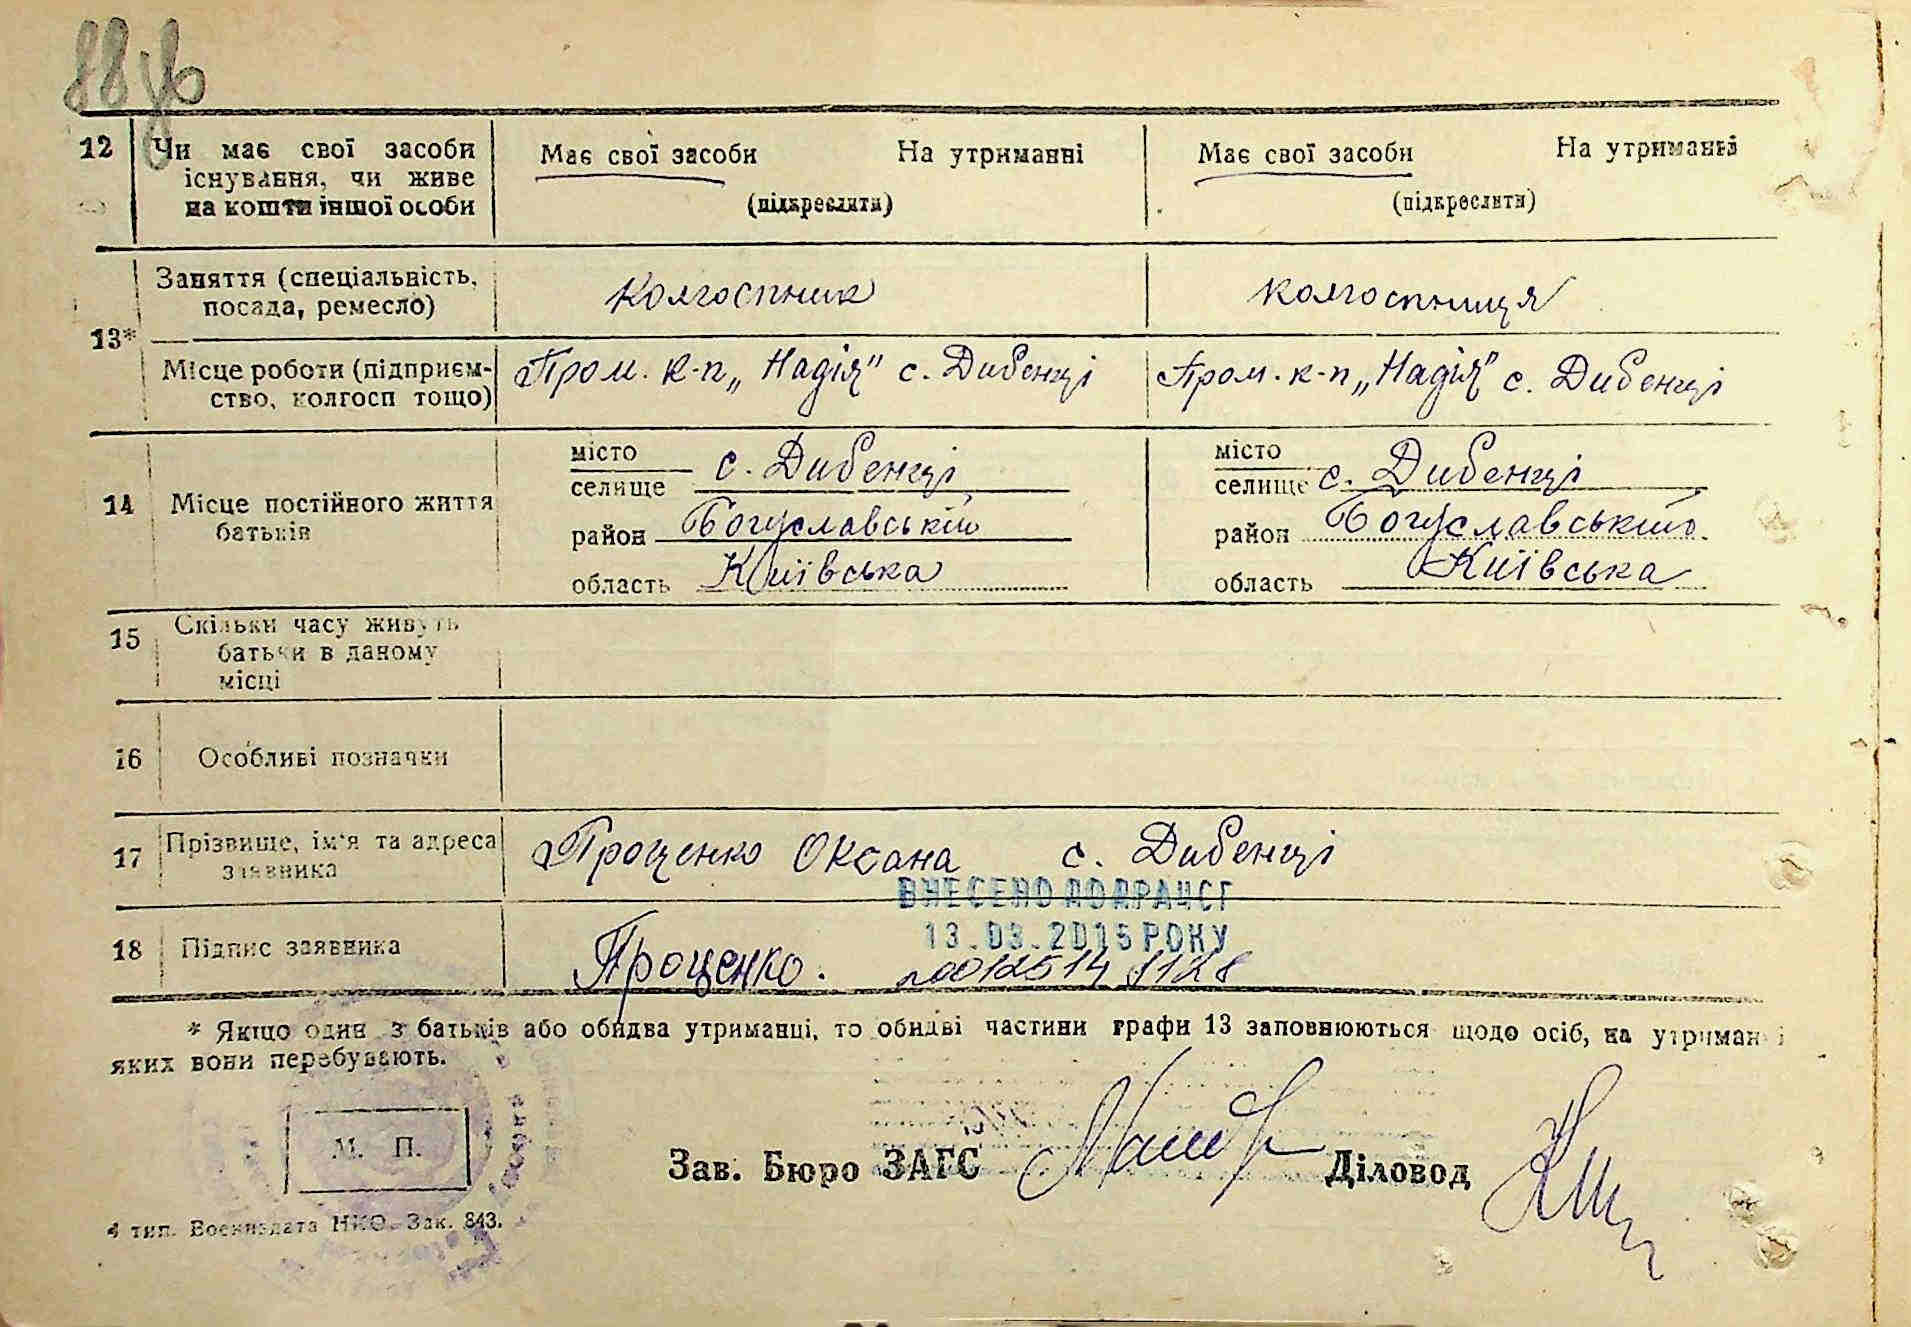 88 зв
12 Чи має свої засоби існування, чи живе на кошти іншої особи
Має свої засоби На утриманні
(підкреслити)
Має свої засоби На утриманні
(підкреслити)
13*
Заняття (спеціальність, посада, ремесло)
колгоспник
колгоспниця
Місце роботи (підприємство, колгосп тощо)
Пром. к-п „Надія" с. Дибенці
Пром. к-п „Надія" с. Дибенці
14 Місце постійного життя батьків
місто
селище с. Дибенці
район Богуславський
область Київська
місто
селище с. Дибенці
район Богуславський
область Київська
15 Скільки часу живуть батьки в даному місці
16 Особливі позначки
17 Прізвище, ім'я та адреса заявника
Проценко Оксана с. Дибенці
ВНЕСЕНО ДО ДРАЦСГ
13.03.2015 РОКУ
18 Підпис заявника
Проценко.
* Якщо один з батьків або обидва утриманці, то обидві частини графи 13 заповнюються щодо осіб, на утриманні
яких вони перебувають.
М. П.
Зав. Бюро ЗАГС
Діловод
4 тип. Воениздата НКО. Зак. 843.